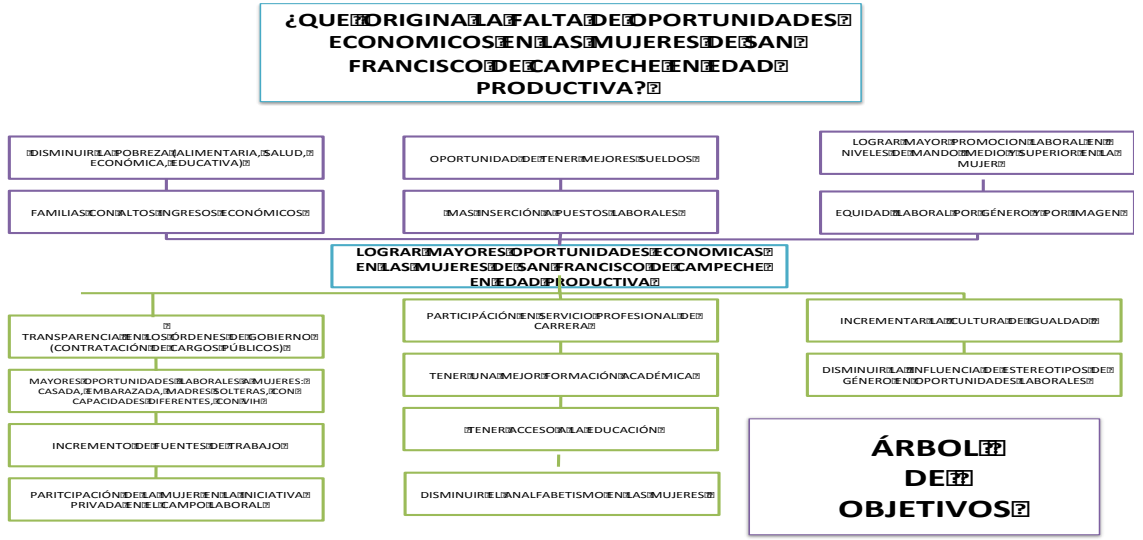 ¿QUE ORIGINA LA FALTA DE OPORTUNIDADES
ECONOMICOS EN LAS MUJERES DE SAN
FRANCISCO DE CAMPECHE EN EDAD
PRODUCTIVA?
DISMINUIR LA POBREZA (ALIMENTARIA, SALUD,
ECONÓMICA, EDUCATIVA)
OPORTUNIDAD DE TENER MEJORES SUELDOS
LOGRAR MAYOR PROMOCION LABORAL EN
NIVELES DE MANDO MEDIO Y SUPERIOR EN LA
MUJER
FAMILIAS CON ALTOS INGRESOS ECONÓMICOS
MAS INSERCIÓN A PUESTOS LABORALES
EQUIDAD LABORAL POR GÉNERO Y POR IMAGEN
LOGRAR MAYORES OPORTUNIDADES ECONOMICAS
EN LAS MUJERES DE SAN FRANCISCO DE CAMPECHE
EN EDAD PRODUCTIVA
TRANSPARENCIA EN LOS ÓRDENES DE GOBIERNO
(CONTRATACIÓN DE CARGOS PÚBLICOS)
PARTICIPÁCIÓN EN SERVICIO PROFESIONAL DE
CARRERA
INCREMENTAR LA CULTURA DE IGUALDAD
MAYORES OPORTUNIDADES LABORALES A MUJERES:
CASADA, EMBARAZADA, MADRES SOLTERAS, CON
CAPACIDADES DIFERENTES, CON VIH
TENER UNA MEJOR FORMACIÓN ACADÉMICA
DISMINUIR LA INFLUENCIA DE ESTEREOTIPOS DE
GÉNERO EN OPORTUNIDADES LABORALES
INCREMENTO DE FUENTES DE TRABAJO
TENER ACCESO A LA EDUCACIÓN
PARITCIPACIÓN DE LA MUJER EN LA INICIATIVA
PRIVADA EN EL CAMPO LABORAL
DISMINUIR EL ANALFABETISMO EN LAS MUJERES
ÁRBOL
DE
OBJETIVOS